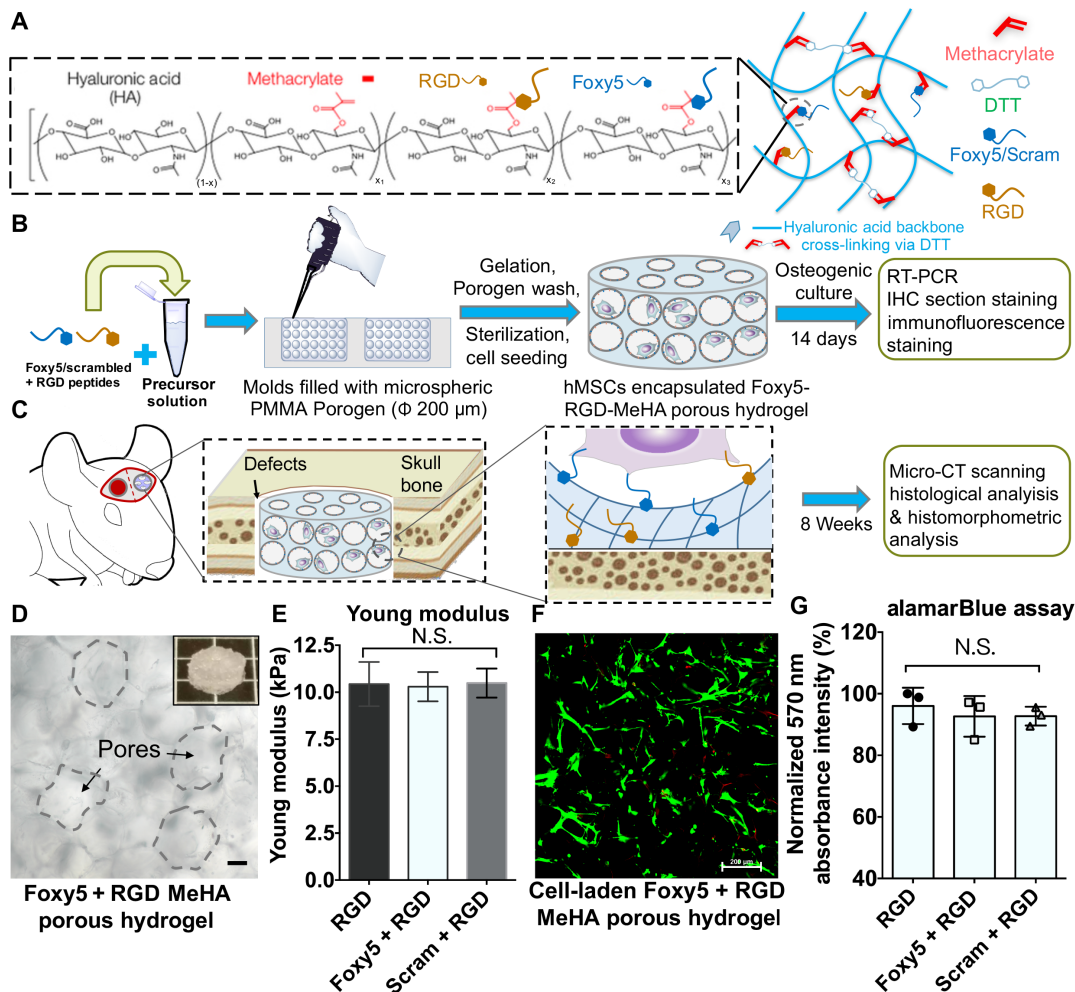 A
Hyaluronic acid
(HA)
Methacrylate
RGD
Foxy5
(1-x)
x1
x2
x3
O
HO
OH
NH
Methacrylate
DTT
Foxy5/Scram
RGD
Hyaluronic acid backbone
cross-linking via DTT
B
Foxy5/scrambled
+ RGD peptides
Precursor
solution
Molds filled with microspheric
PMMA Porogen (Φ 200 μm)
Gelation,
Porogen wash,
Sterilization,
cell seeding
hMSCs encapsulated Foxy5-
RGD-MeHA porous hydrogel
Osteogenic
culture
14 days
RT-PCR
IHC section staining
immunofluorescence
staining
C
Defects
Skull
bone
8 Weeks
Micro-CT scanning
histological analyisis
& histomorphometric
analysis
D
Pores
Foxy5 + RGD MeHA
porous hydrogel
E
Young modulus
N.S.
Young modulus (kPa)
12.5
10.0
7.5
5.0
2.5
0.0
RGD
Foxy5 + RGD
Scram + RGD
F
200 μm
Cell-laden Foxy5 + RGD
MeHA porous hydrogel
G
alamarBlue assay
N.S.
Normalized 570 nm
absorbance intensity (%)
120
100
80
60
40
RGD
Foxy5 + RGD
Scram + RGD